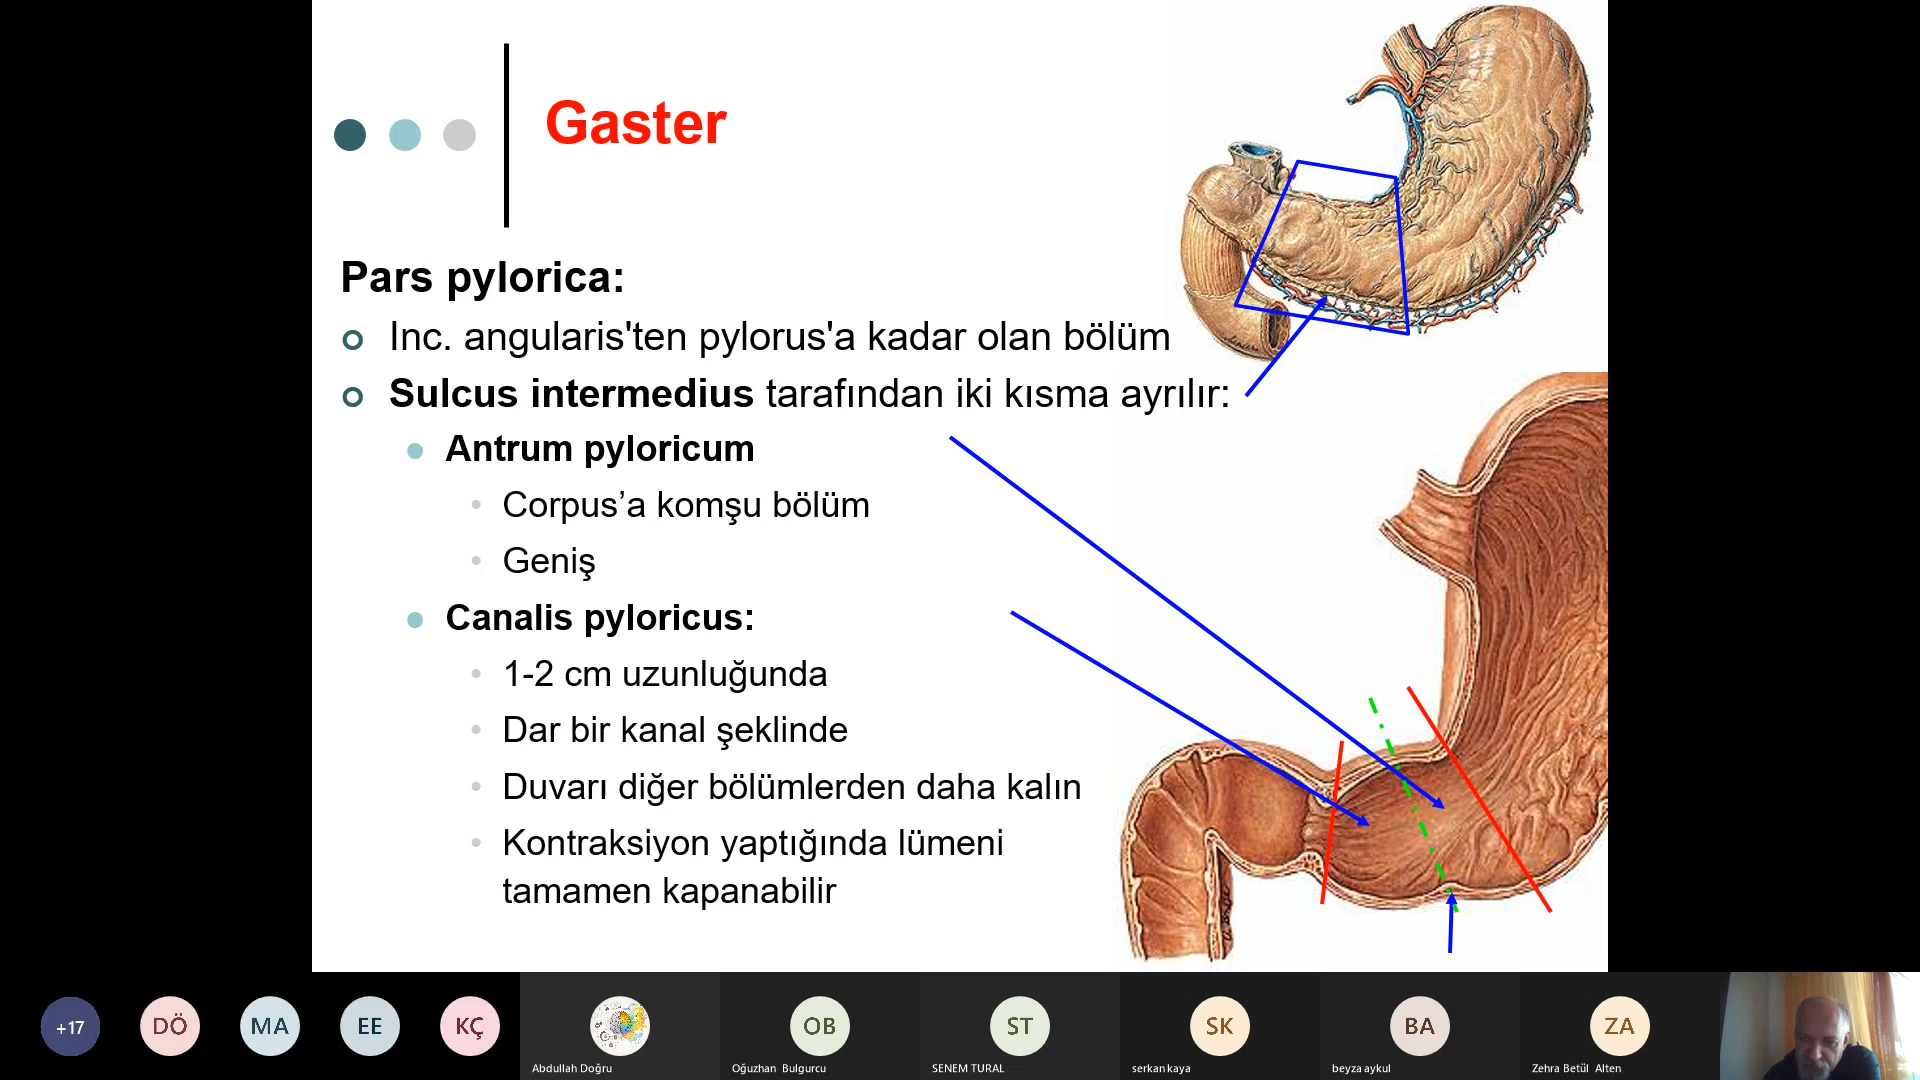 Gaster
Pars pylorica:
Inc. angularis'ten pylorus'a kadar olan bölüm
Sulcus intermedius tarafından iki kısma ayrılır:
Antrum pyloricum
Corpus’a komşu bölüm
Geniş
Canalis pyloricus:
1-2 cm uzunluğunda
Dar bir kanal şeklinde
Duvarı diğer bölümlerden daha kalın
Kontraksiyon yaptığında lümeni
tamamen kapanabilir
+17
DÖ
MA
EE
KÇ
OB
ST
SK
BA
ZA
Abdullah Doğru
Oğuzhan Bulgurcu
SENEM TURAL
serkan kaya
beyza aykul
Zehra Betül Alten